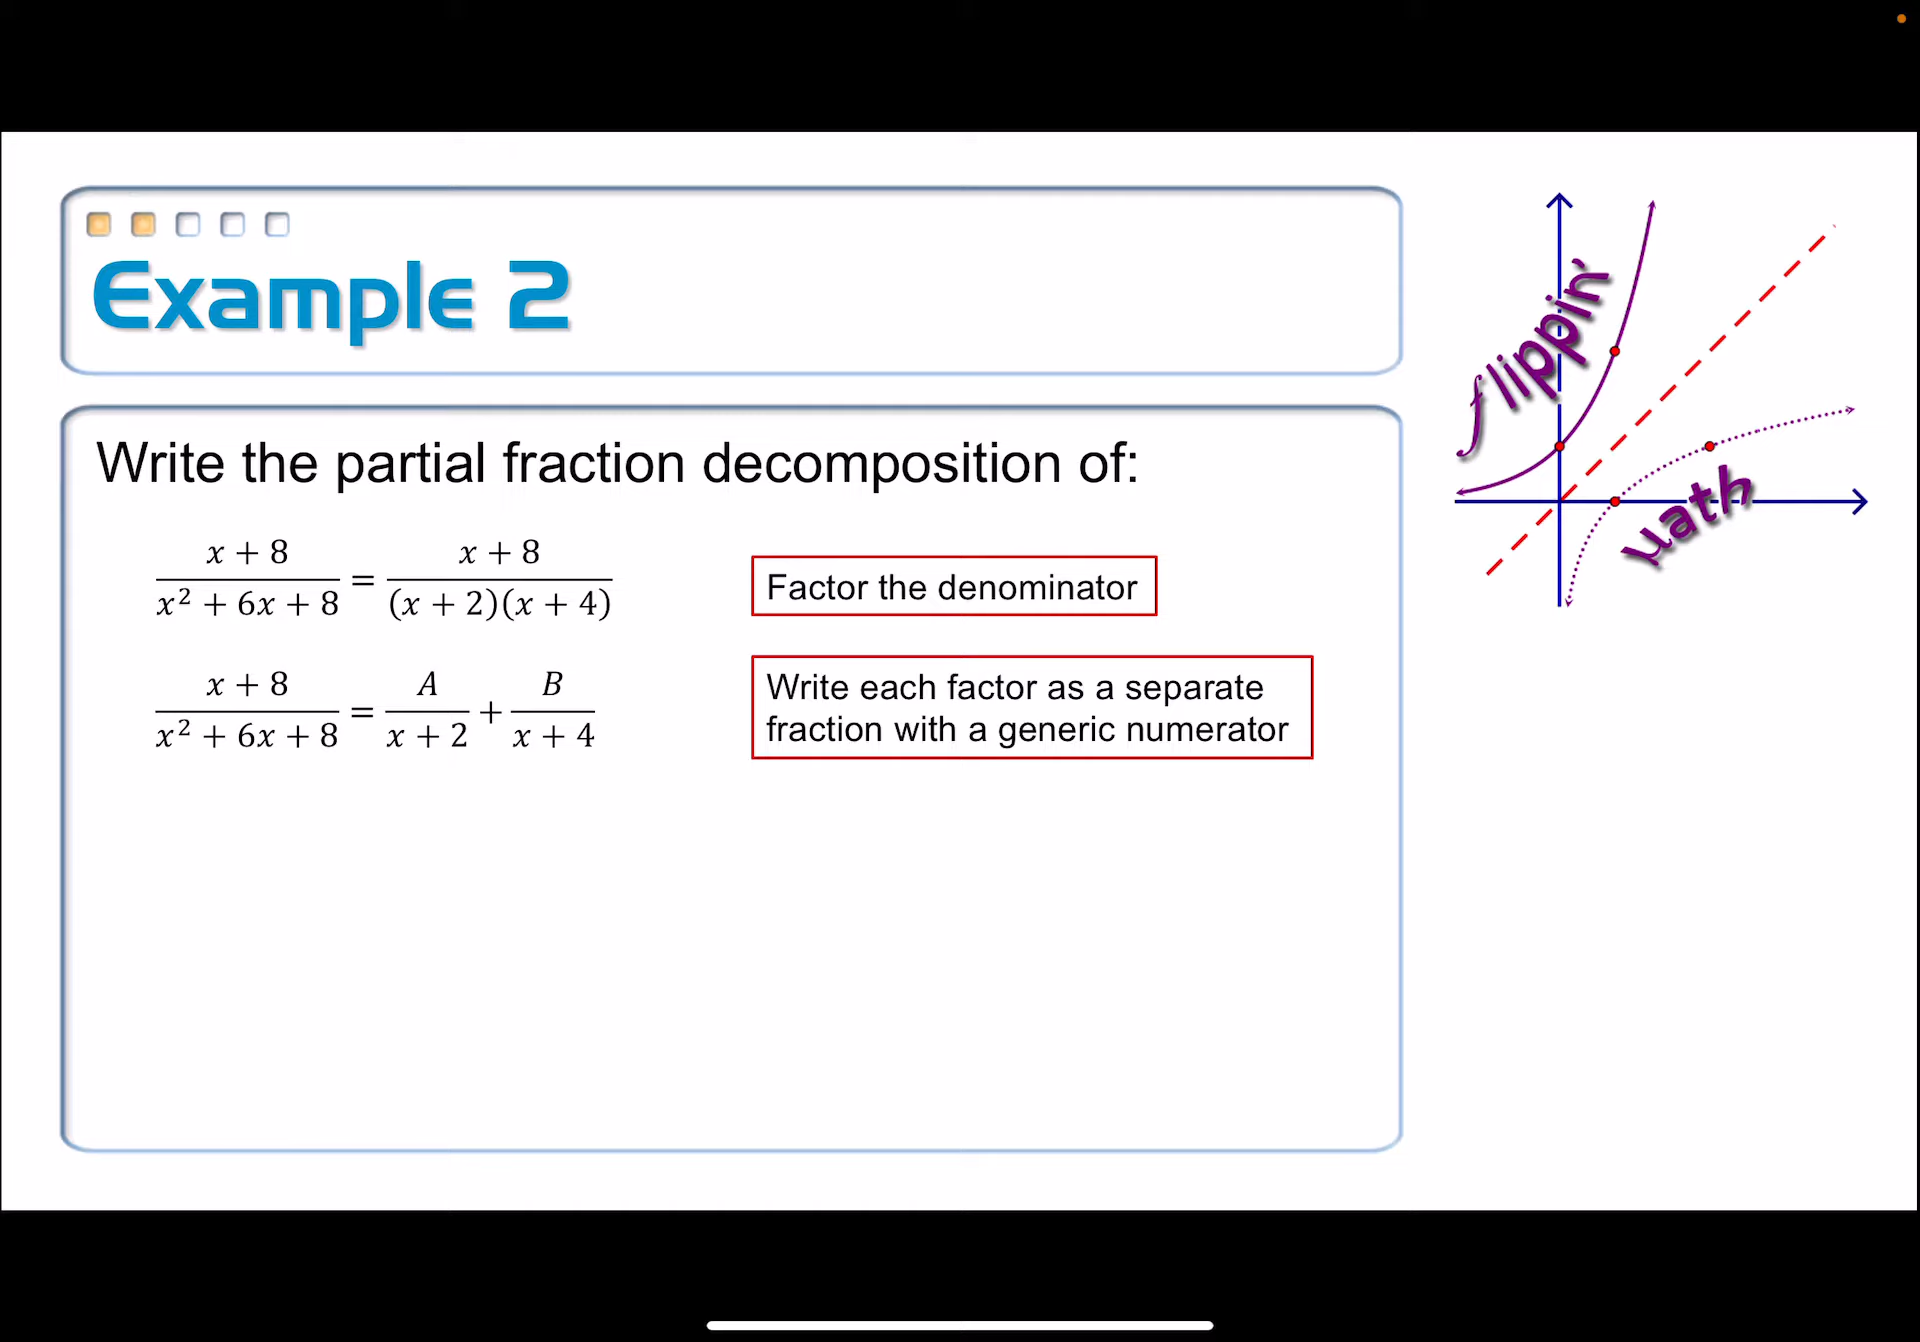 Example 2
Write the partial fraction decomposition of:
x + 8 / x² + 6x + 8 = x + 8 / (x + 2)(x + 4)
Factor the denominator
x + 8 / x² + 6x + 8 = A / x + 2 + B / x + 4
Write each factor as a separate
fraction with a generic numerator
flippin'
math